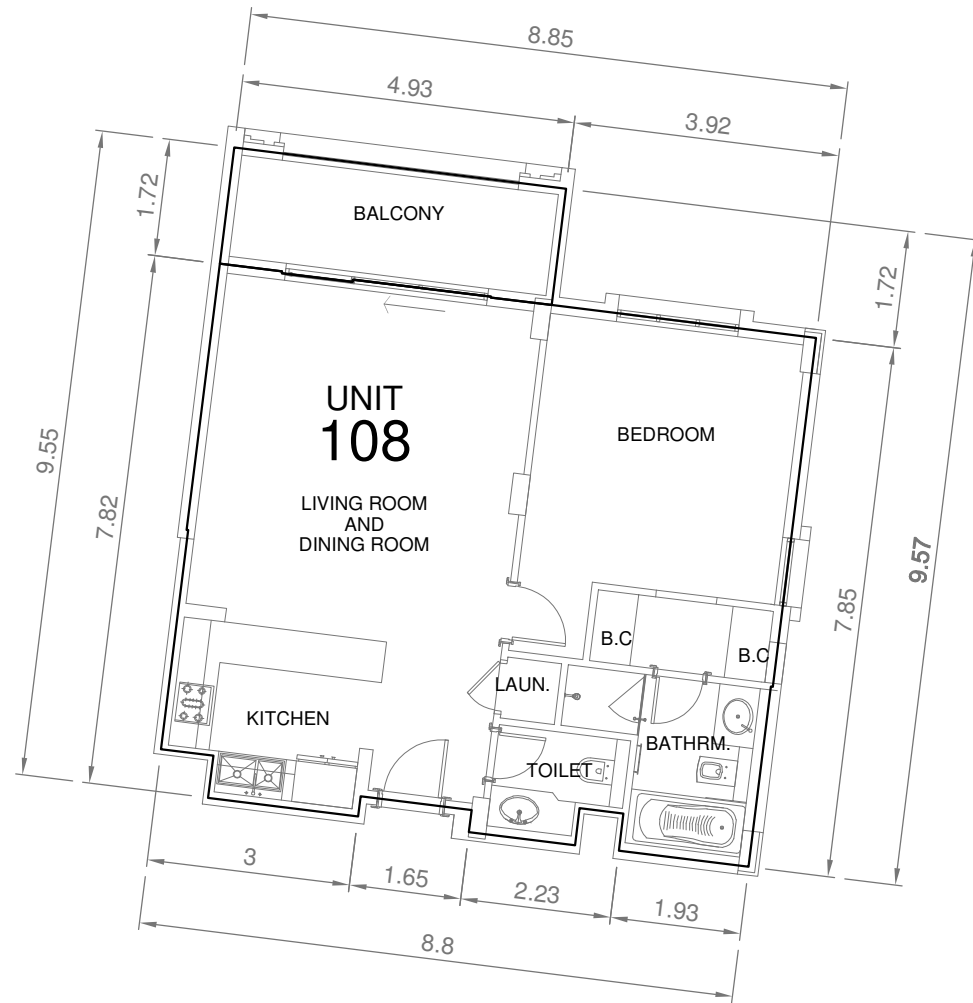 8.85
4.93
3.92
1.72
BALCONY
1.72
UNIT
108
BEDROOM
9.55
7.82
LIVING ROOM
AND
DINING ROOM
9.57
7.85
B.C
B.C
LAUN.
KITCHEN
BATHRM.
TOILET
3
1.65
2.23
1.93
8.8